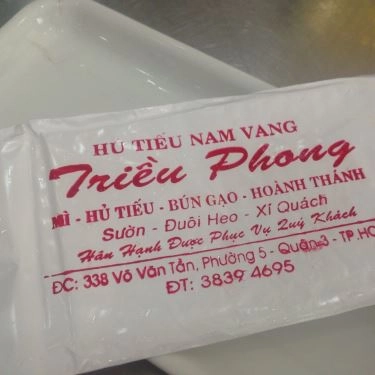 HỦ TIẾU NAM VANG
Triều Phong
MÌ - HỦ TIẾU - BÚN GẠO - HOÀNH THÁNH
Sườn - Đuôi Heo - Xí Quách
Hân Hạnh Được Phục Vụ Quý Khách
ĐC: 338 Võ Văn Tần, Phường 5 - Quận 3 - TP.HC
ĐT: 3839 4695